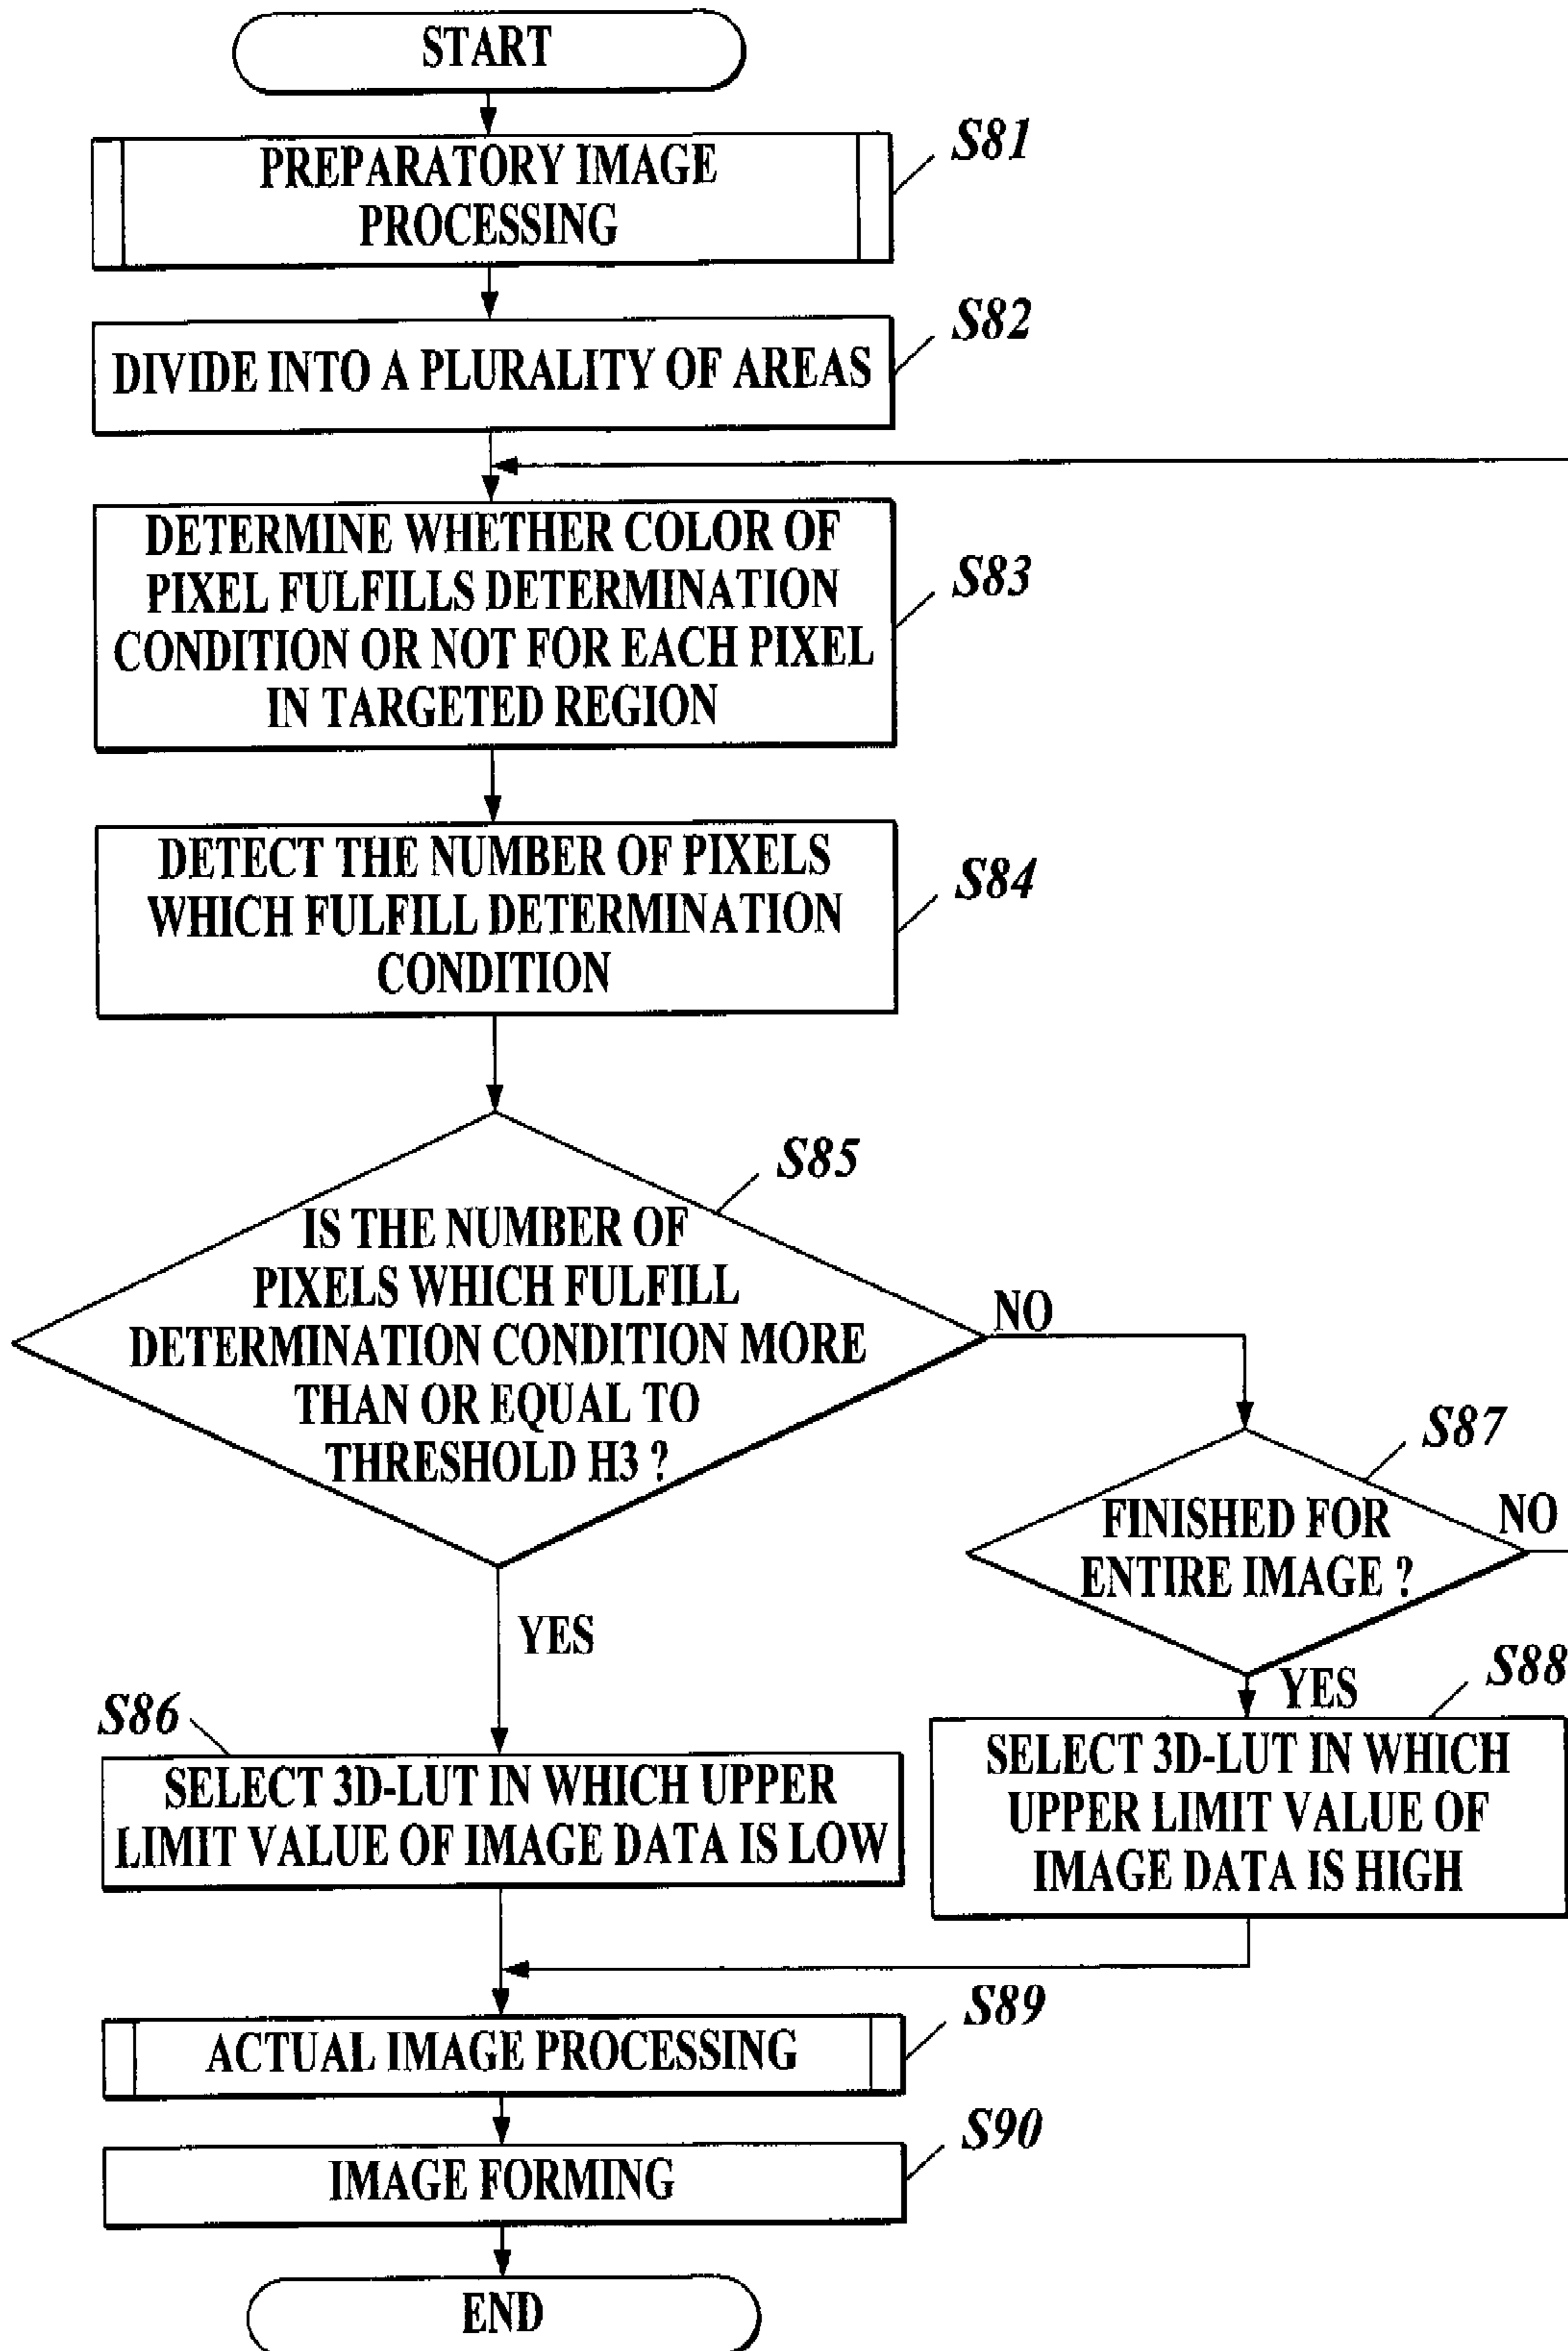 START
PREPARATORY IMAGE
PROCESSING
S81
DIVIDE INTO A PLURALITY OF AREAS
S82
DETERMINE WHETHER COLOR OF
PIXEL FULFILLS DETERMINATION
CONDITION OR NOT FOR EACH PIXEL
IN TARGETED REGION
S83
DETECT THE NUMBER OF PIXELS
WHICH FULFILL DETERMINATION
CONDITION
S84
S85
IS THE NUMBER OF
PIXELS WHICH FULFILL
DETERMINATION CONDITION MORE
THAN OR EQUAL TO
THRESHOLD H3 ?
NO
YES
S87
FINISHED FOR
ENTIRE IMAGE ?
NO
YES
S86
SELECT 3D-LUT IN WHICH UPPER
LIMIT VALUE OF IMAGE DATA IS LOW
S88
SELECT 3D-LUT IN WHICH
UPPER LIMIT VALUE OF
IMAGE DATA IS HIGH
ACTUAL IMAGE PROCESSING
S89
IMAGE FORMING
S90
END